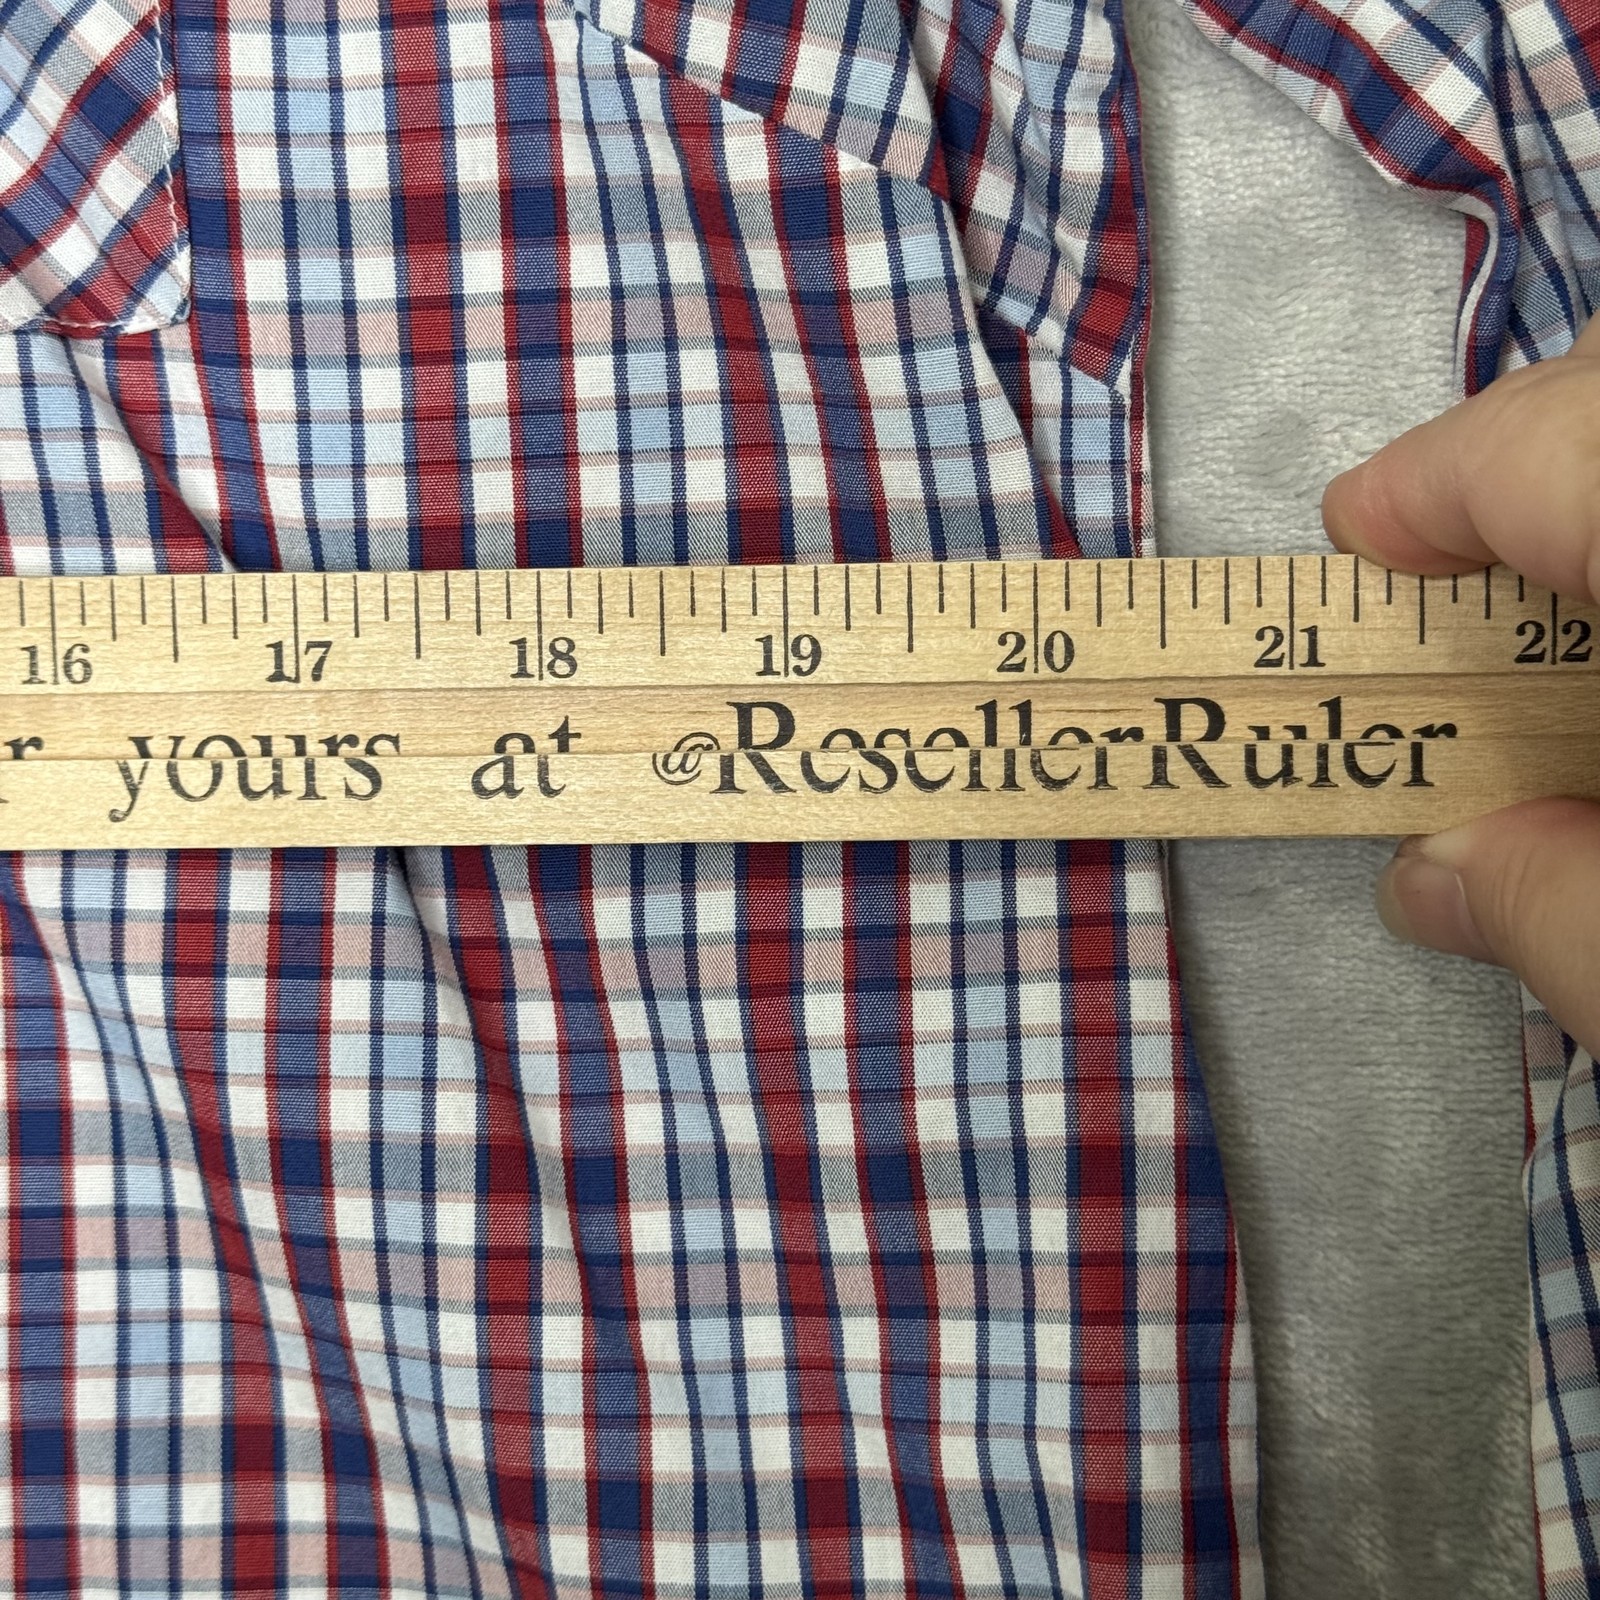 16 17 18 19 20 21 22
yours at @ResellerRuler